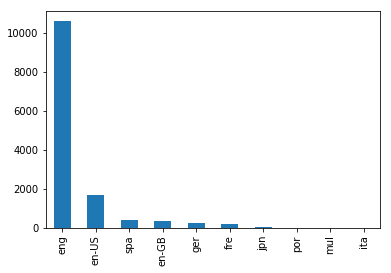 10000
8000
6000
4000
2000
0
eng
en-US
spa
en-GB
ger
fre
jpn
por
mul
ita